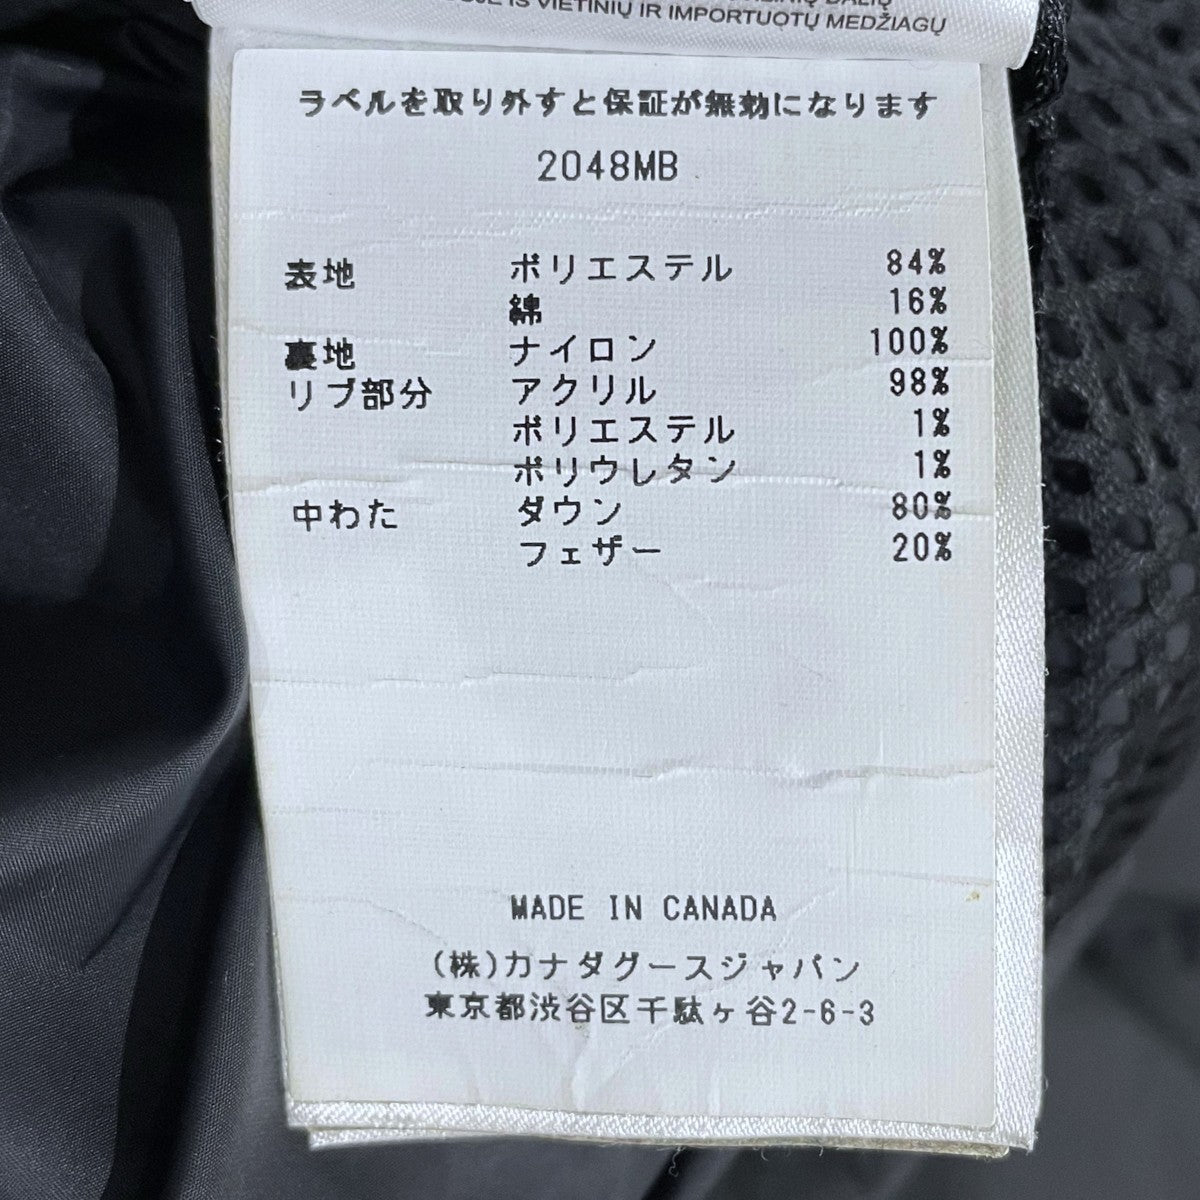 IŠ VIETINIŲ IR IMPORTUOTŲ MEDŽIAGŲ
ラベルを取り外すと保証が無効になります
2048MB
表地 ポリエステル 84%
綿 16%
裏地 ナイロン 100%
リブ部分 アクリル 98%
ポリエステル 1%
ポリウレタン 1%
中わた ダウン 80%
フェザー 20%
MADE IN CANADA
(株)カナダグースジャパン
東京都渋谷区千駄ヶ谷2-6-3